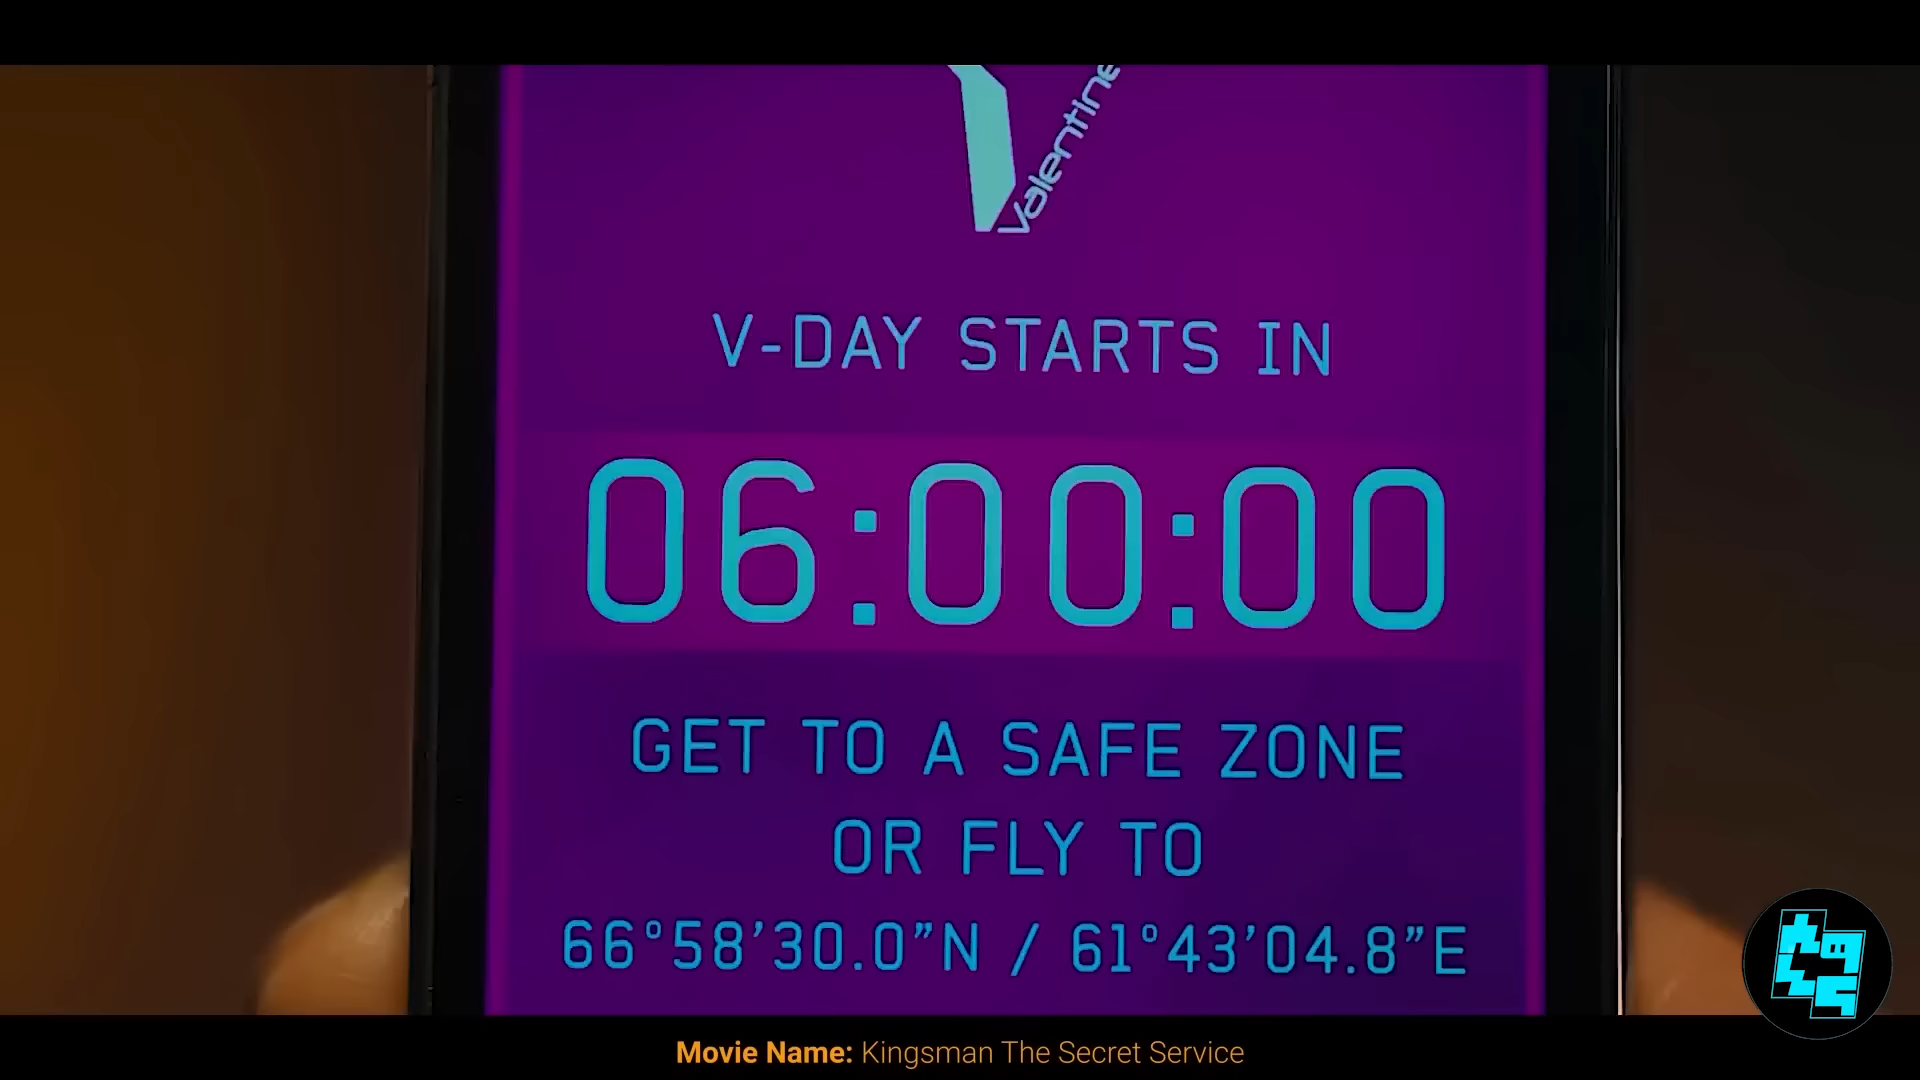 Valentine
V-DAY STARTS IN
06:00:00
GET TO A SAFE ZONE
OR FLY TO
66°58'30.0"N / 61°43'04.8"E
Movie Name: Kingsman The Secret Service